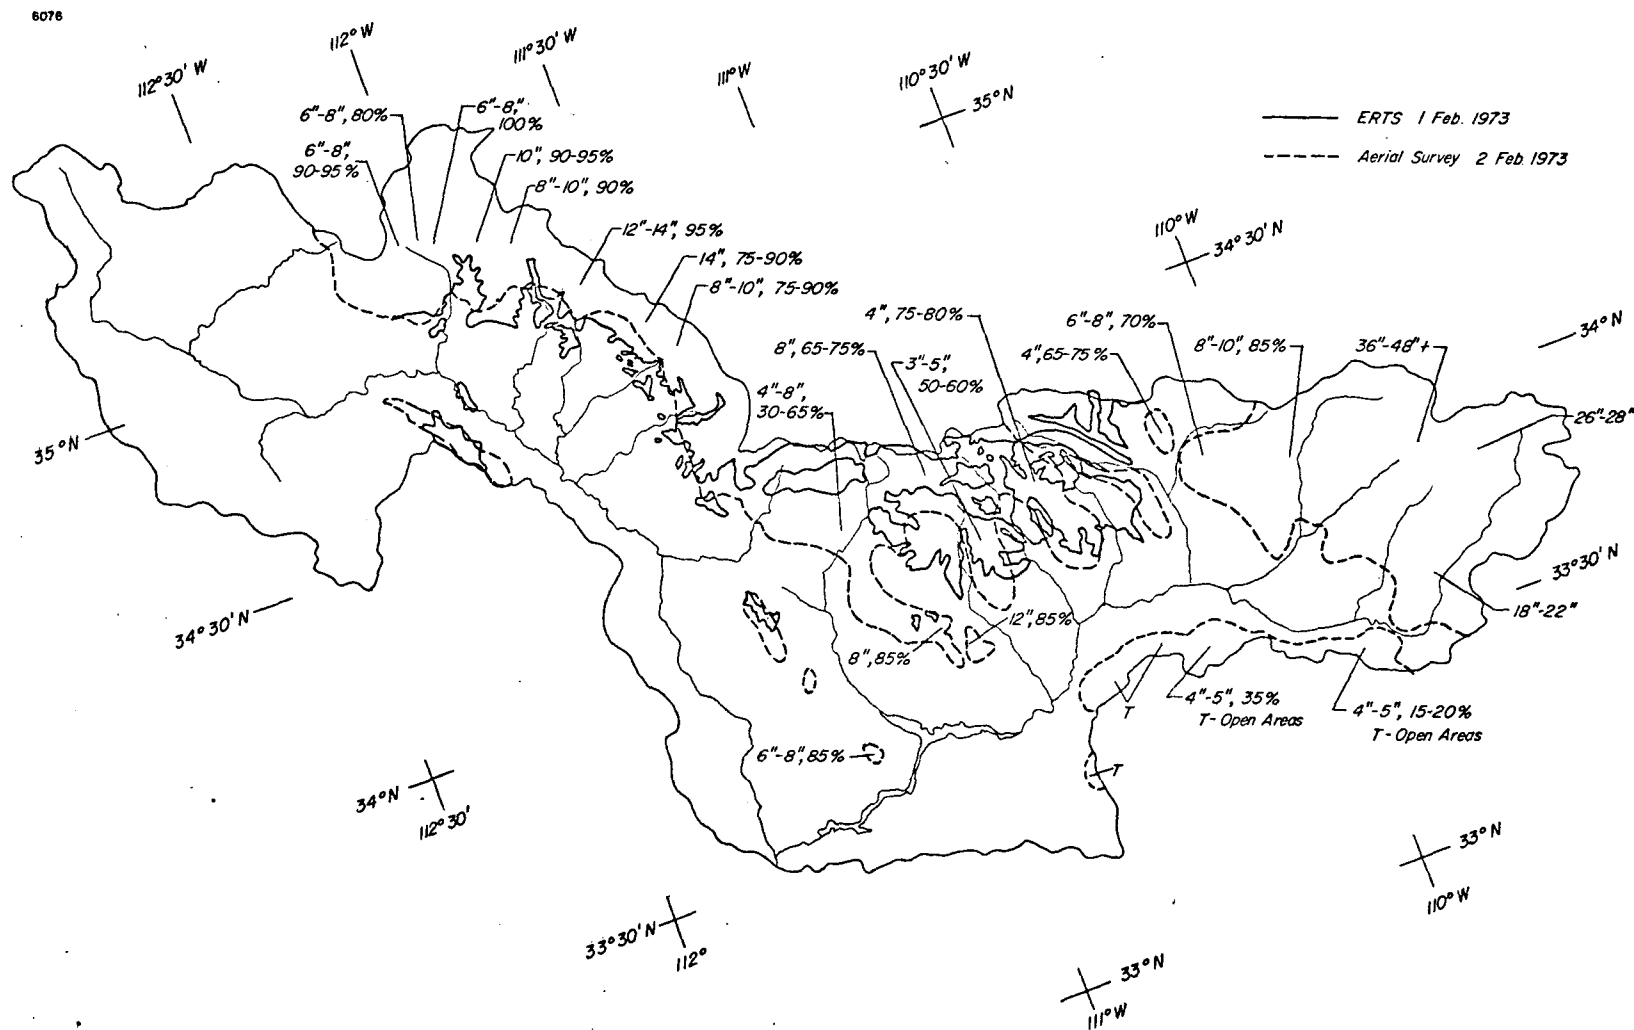 6076
112° 30' W
112° W
111° 30' W
111° W
110° 30' W
35° N
ERTS 1 Feb. 1973
Aerial Survey 2 Feb. 1973
6"-8", 80%
6"-8",
100%
6"-8",
90-95%
10", 90-95%
8"-10", 90%
12"-14", 95%
14", 75-90%
8"-10", 75-90%
110° W
34° 30' N
4", 75-80%
6"-8", 70%
34° N
8", 65-75%
3"-5",
50-60%
4", 65-75%
8"-10", 85%
36"-48"+
4"-8",
30-65%
26"-28"
35° N
33° 30' N
34° 30' N
18"-22"
12", 85%
8", 85%
T
4"-5", 35%
T- Open Areas
4"-5", 15-20%
T- Open Areas
6"-8", 85%
T
34° N
112° 30'
33° N
110° W
33° 30' N
112°
33° N
111° W